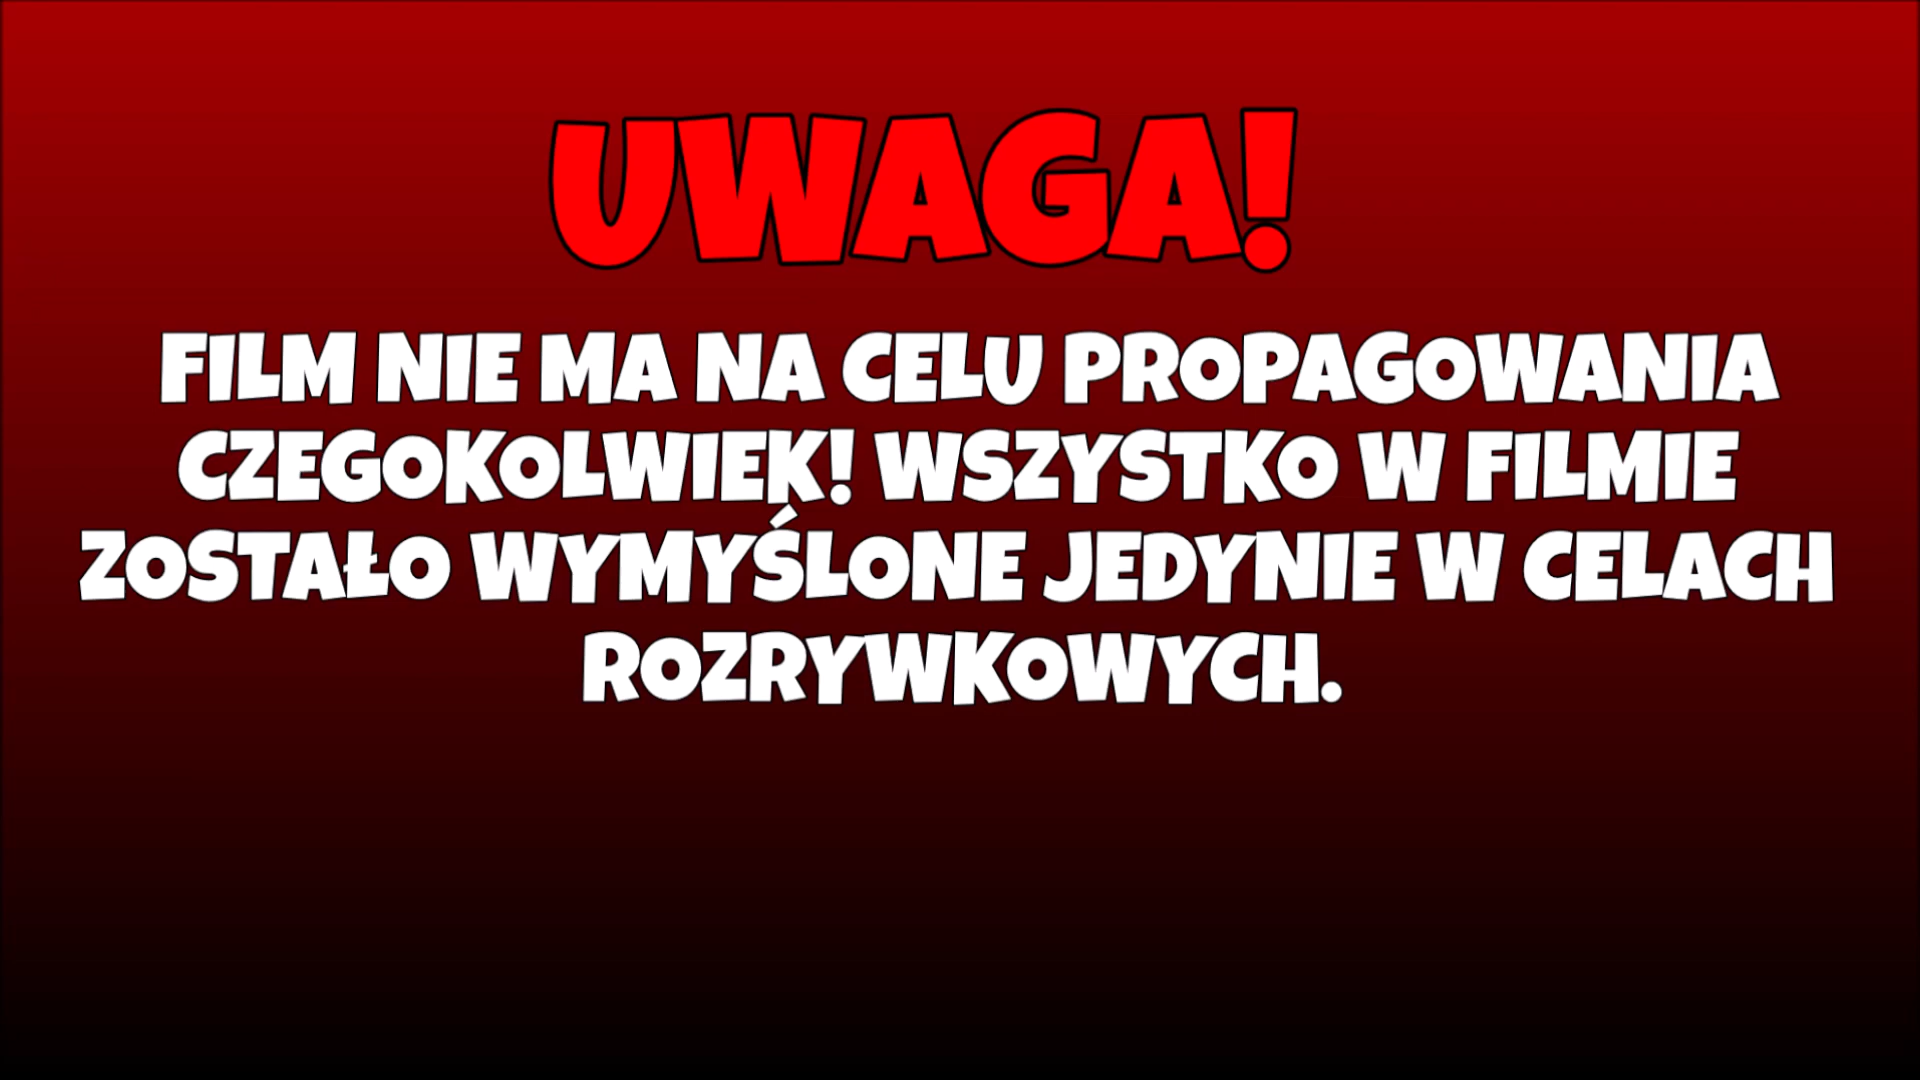 UWAGA!
FILM NIE MA NA CELU PROPAGOWANIA
CZEGOKOLWIEK! WSZYSTKO W FILMIE
ZOSTAŁO WYMYŚLONE JEDYNIE W CELACH
ROZRYWKOWYCH.